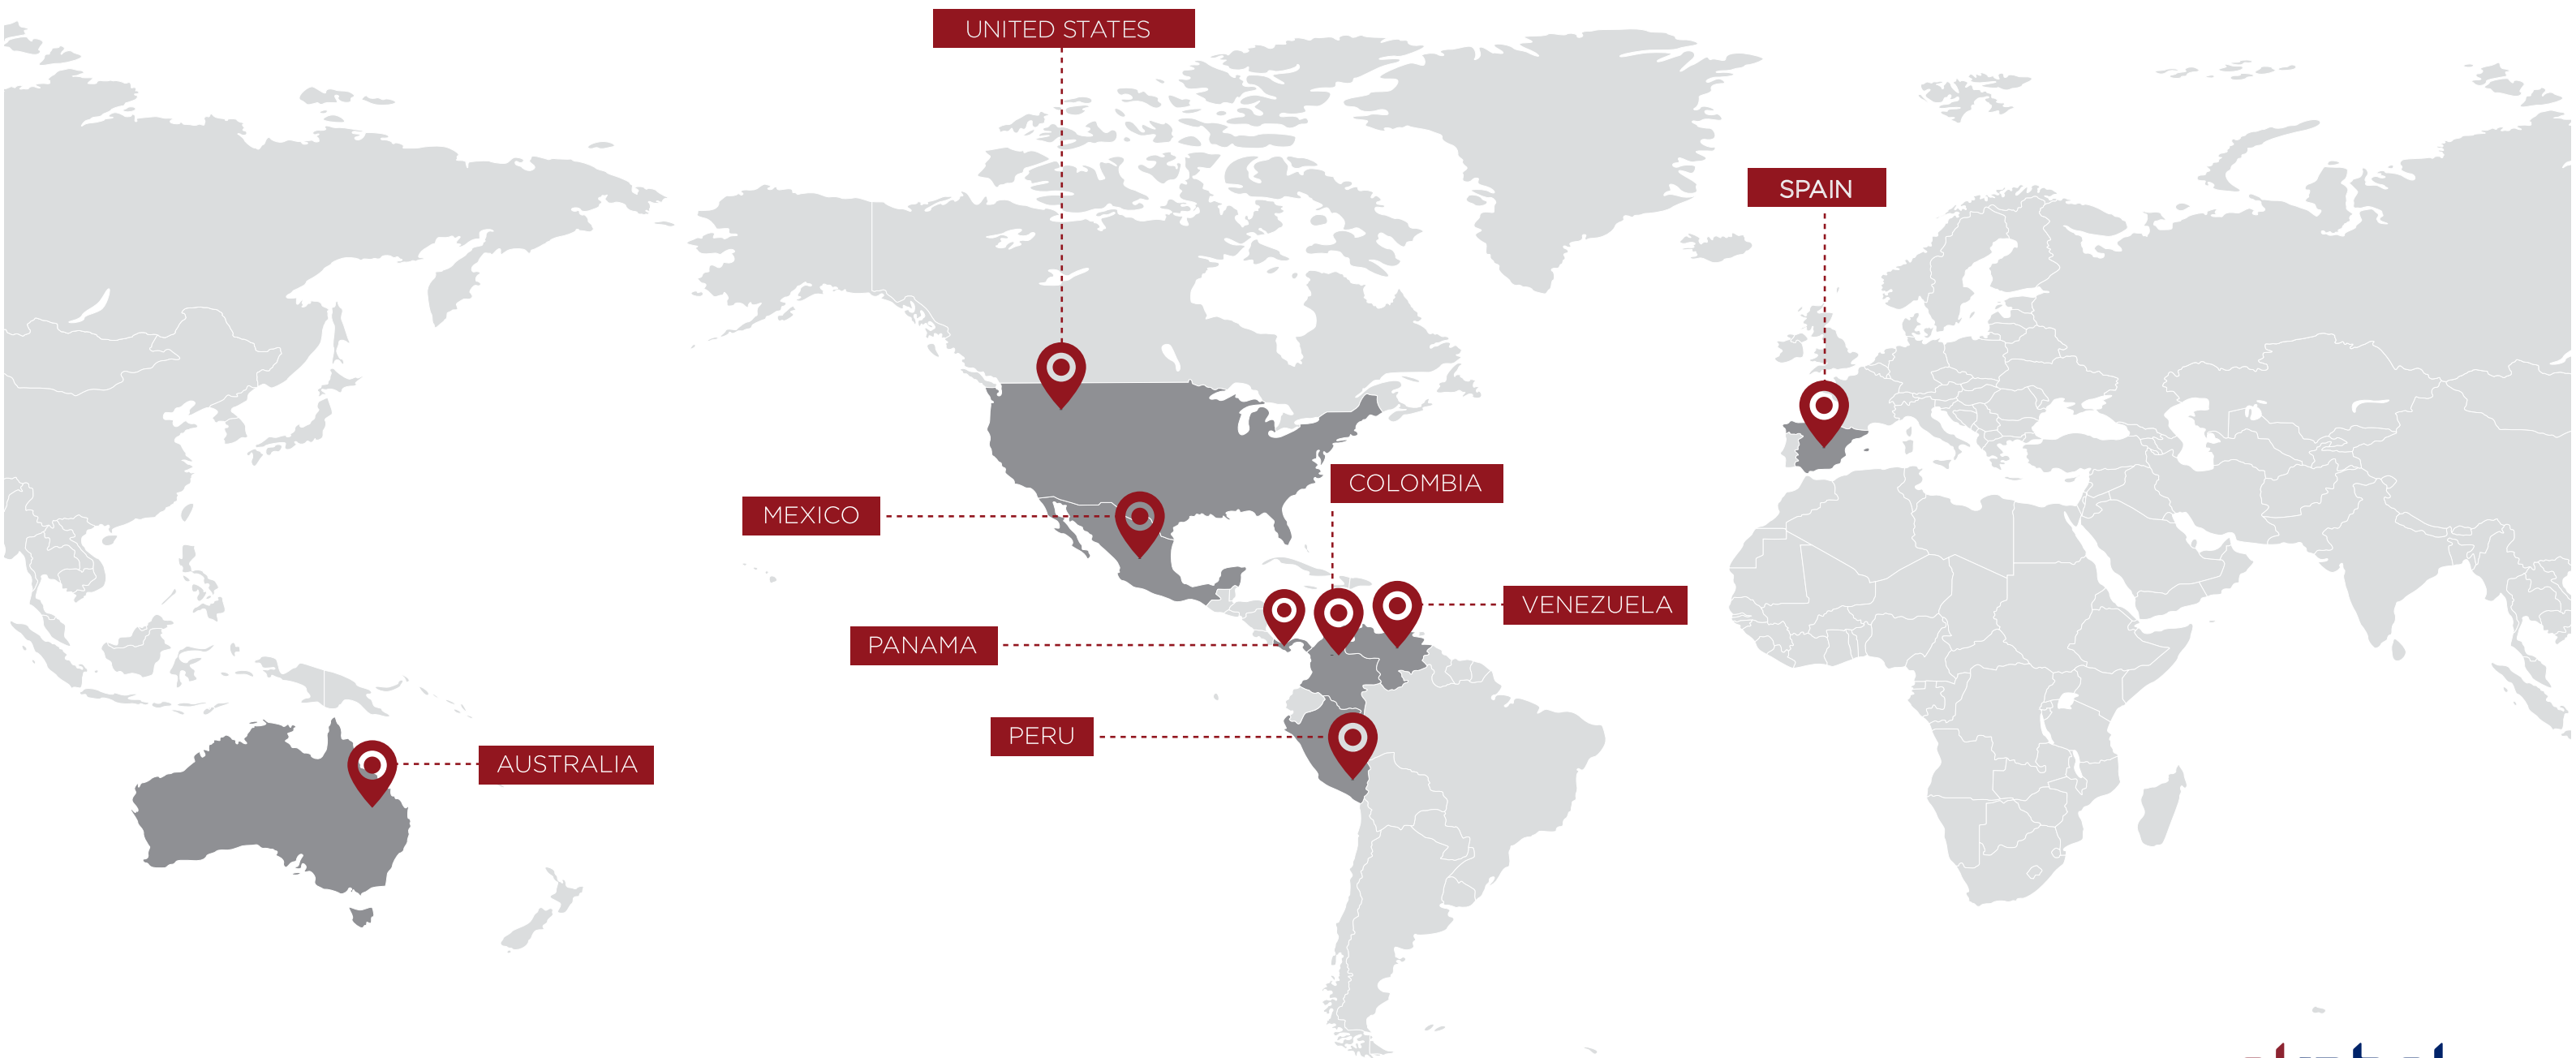 UNITED STATES
SPAIN
COLOMBIA
MEXICO
VENEZUELA
PANAMA
PERU
AUSTRALIA